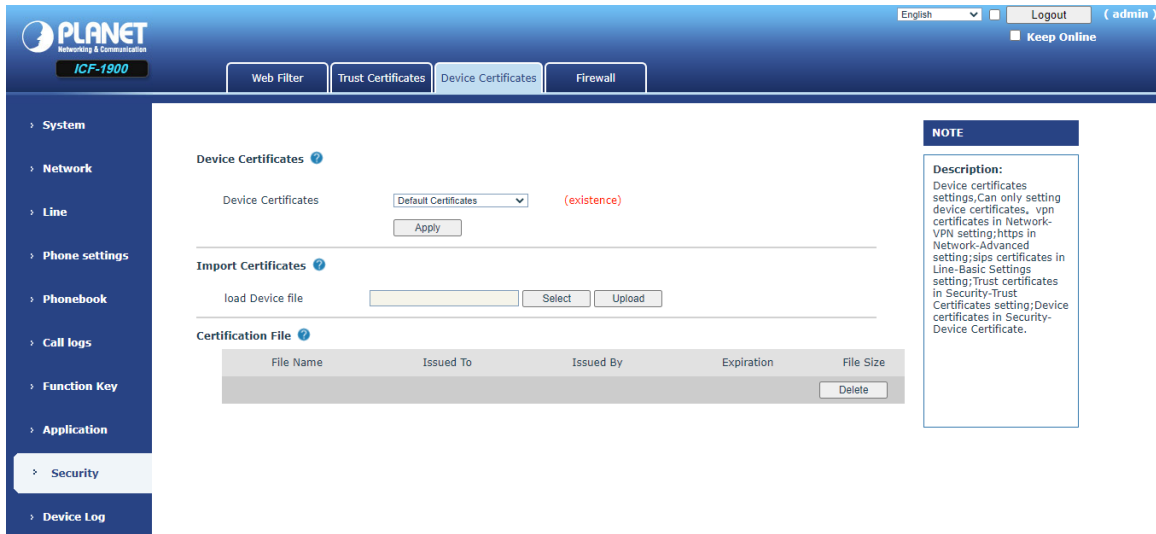 English
Logout
( admin )
Keep Online
PLANET
Networking & Communication
ICF-1900
Web Filter
Trust Certificates
Device Certificates
Firewall
› System
› Network
› Line
› Phone settings
› Phonebook
› Call logs
› Function Key
› Application
Security
› Device Log
Device Certificates ?
Device Certificates
Default Certificates
(existence)
Apply
Import Certificates ?
load Device file
Select
Upload
Certification File ?
File Name Issued To Issued By Expiration File Size
Delete
NOTE
Description:
Device certificates
settings,Can only setting
device certificates。vpn
certificates in Network-
VPN setting;https in
Network-Advanced
setting;sips certificates in
Line-Basic Settings
setting;Trust certificates
in Security-Trust
Certificates setting;Device
certificates in Security-
Device Certificate.